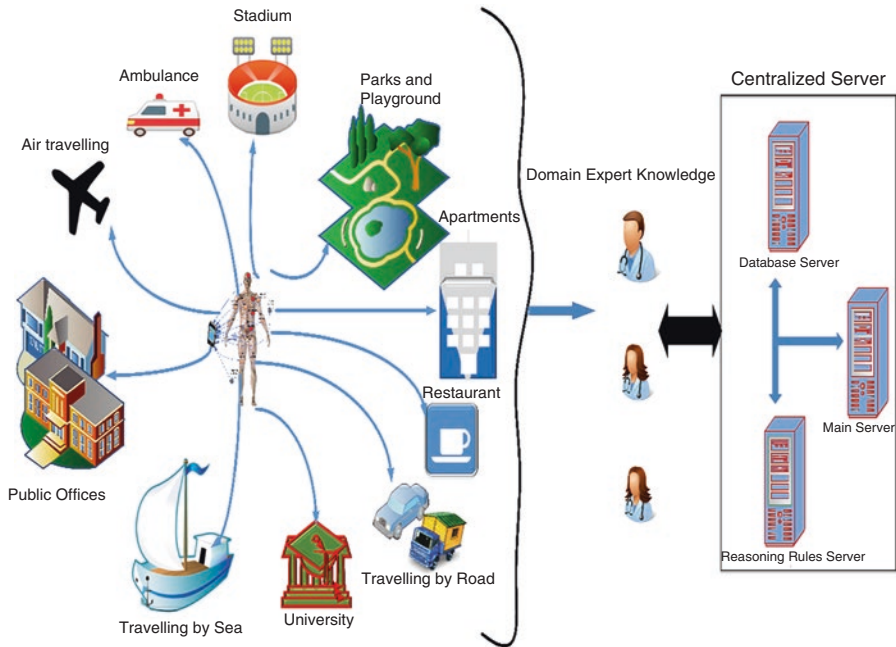 Stadium
Ambulance
Parks and
Playground
Air travelling
Apartments
Restaurant
Public Offices
Travelling by Sea
University
Travelling by Road
Domain Expert Knowledge
Centralized Server
Database Server
Main Server
Reasoning Rules Server